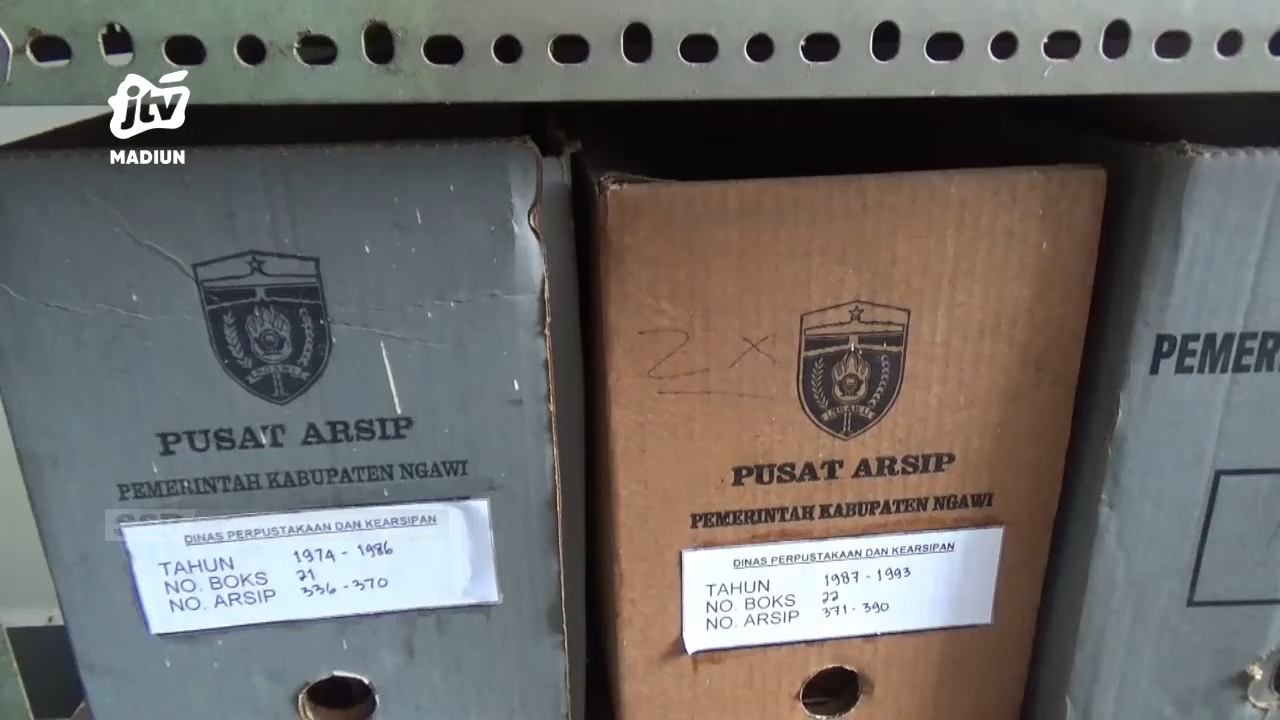 jtv
MADIUN
NGAWI
PUSAT ARSIP
PEMERINTAH KABUPATEN NGAWI
DINAS PERPUSTAKAAN DAN KEARSIPAN
TAHUN 1974 - 1986
NO. BOKS 21
NO. ARSIP 336 - 370
2 x
NGAWI
PUSAT ARSIP
PEMERINTAH KABUPATEN NGAWI
DINAS PERPUSTAKAAN DAN KEARSIPAN
TAHUN 1987 - 1993
NO. BOKS 22
NO. ARSIP 371 - 390
PEMER